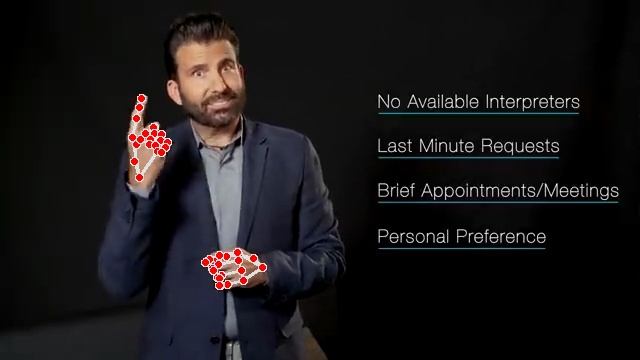 No Available Interpreters
Last Minute Requests
Brief Appointments/Meetings
Personal Preference